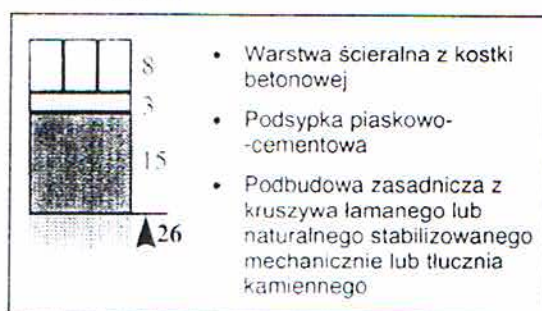 8
3
15
26
• Warstwa ścieralna z kostki
betonowej
• Podsypka piaskowo-
-cementowa
• Podbudowa zasadnicza z
kruszywa łamanego lub
naturalnego stabilizowanego
mechanicznie lub tłucznia
kamiennego